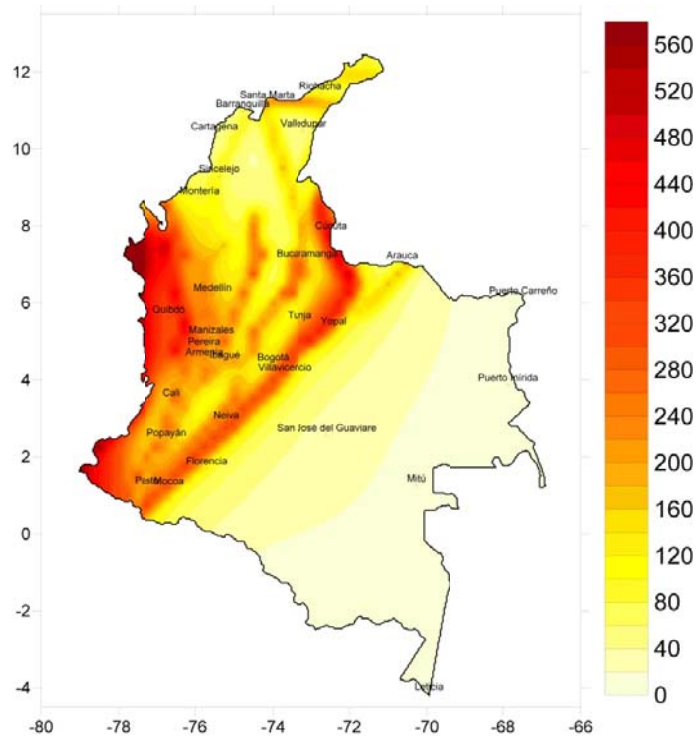 12
10
8
6
4
2
0
-2
-4
-80
-78
-76
-74
-72
-70
-68
-66
Riohacha
Santa Marta
Barranquilla
Valledupar
Cartagena
Sincelejo
Montería
Cúcuta
Bucaramanga
Arauca
Puerto Carreño
Medellín
Quibdó
Tunja
Yopal
Manizales
Pereira
Armenia
Ibagué
Bogotá
Villavicercio
Puerto Inírida
Cali
Neiva
San José del Guaviare
Popayán
Florencia
Mitú
Pasto
Mocoa
Leticia
560
520
480
440
400
360
320
280
240
200
160
120
80
40
0